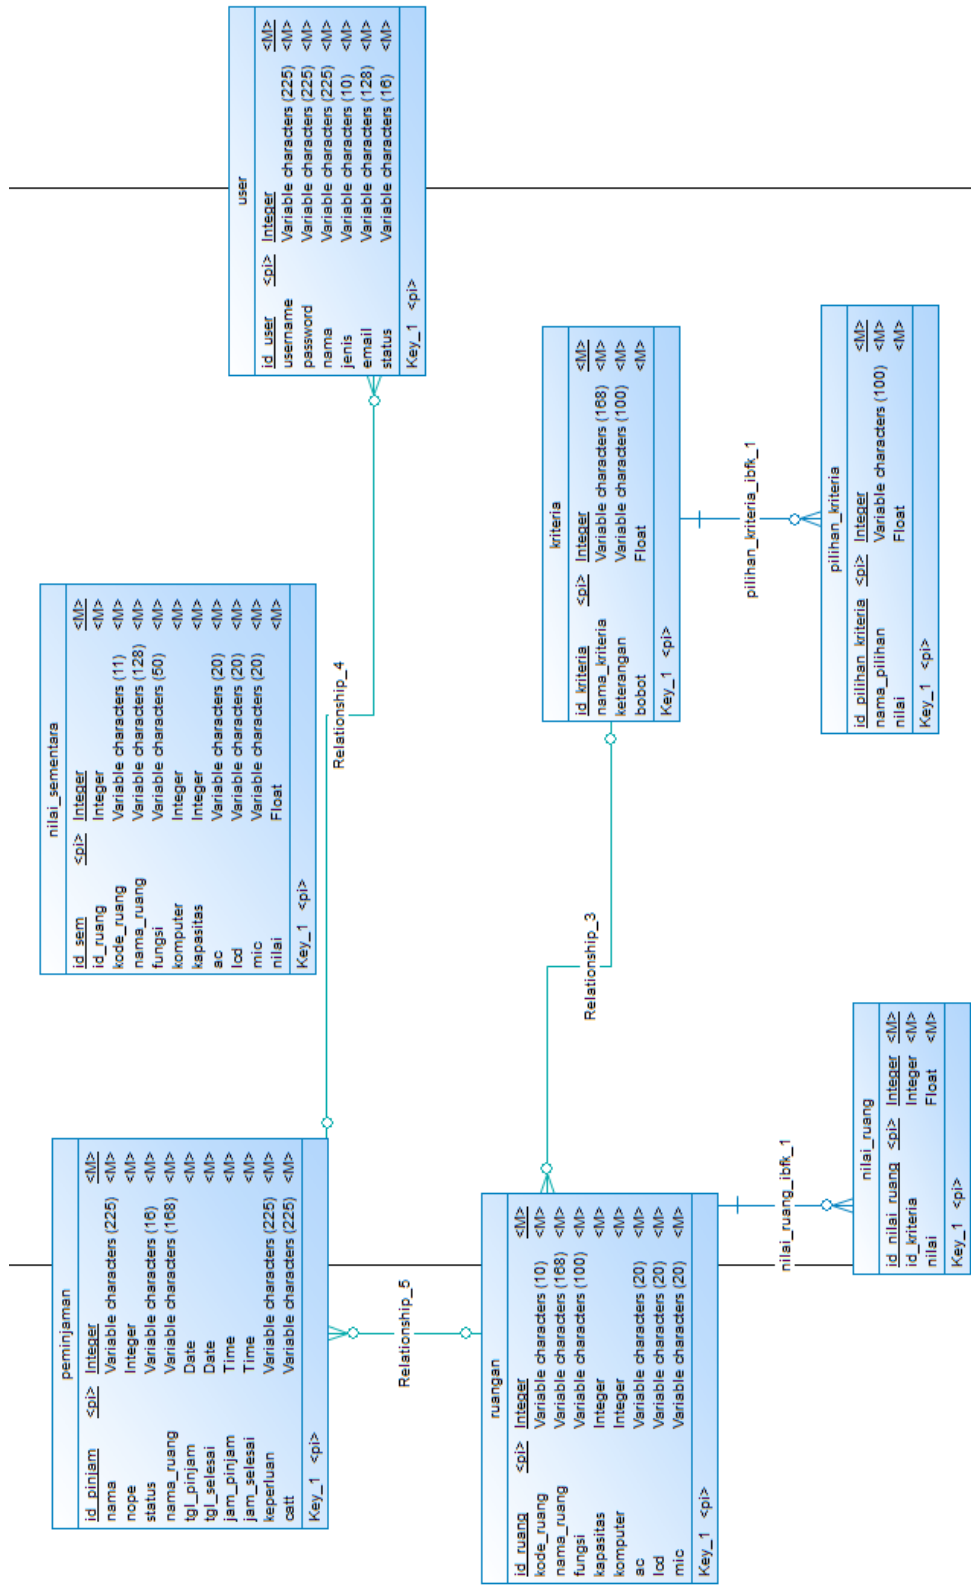 peminjaman
id_pinjam <pi> Integer <M>
nama Variable characters (225) <M>
nope Integer <M>
status Variable characters (16) <M>
nama_ruang Variable characters (168) <M>
tgl_pinjam Date <M>
tgl_selesai Date <M>
jam_pinjam Time <M>
jam_selesai Time <M>
keperluan Variable characters (225) <M>
catt Variable characters (225) <M>
Key_1 <pi>
nilai_sementara
id_sem <pi> Integer <M>
id_ruang Integer <M>
kode_ruang Variable characters (11) <M>
nama_ruang Variable characters (128) <M>
fungsi Variable characters (50) <M>
komputer Integer <M>
kapasitas Integer <M>
ac Variable characters (20) <M>
lcd Variable characters (20) <M>
mic Variable characters (20) <M>
nilai Float <M>
Key_1 <pi>
user
id_user <pi> Integer <M>
username Variable characters (225) <M>
password Variable characters (225) <M>
nama Variable characters (225) <M>
jenis Variable characters (10) <M>
email Variable characters (128) <M>
status Variable characters (16) <M>
Key_1 <pi>
Relationship_4
Relationship_5
ruangan
id_ruang <pi> Integer <M>
kode_ruang Variable characters (10) <M>
nama_ruang Variable characters (168) <M>
fungsi Variable characters (100) <M>
kapasitas Integer <M>
komputer Integer <M>
ac Variable characters (20) <M>
lcd Variable characters (20) <M>
mic Variable characters (20) <M>
Key_1 <pi>
Relationship_3
kriteria
id_kriteria <pi> Integer <M>
nama_kriteria Variable characters (168) <M>
keterangan Variable characters (100) <M>
bobot Float <M>
Key_1 <pi>
nilai_ruang_ibfk_1
pilihan_kriteria_ibfk_1
nilai_ruang
id_nilai_ruang <pi> Integer <M>
id_kriteria Integer <M>
nilai Float <M>
Key_1 <pi>
pilihan_kriteria
id_pilihan_kriteria <pi> Integer <M>
nama_pilihan Variable characters (100) <M>
nilai Float <M>
Key_1 <pi>